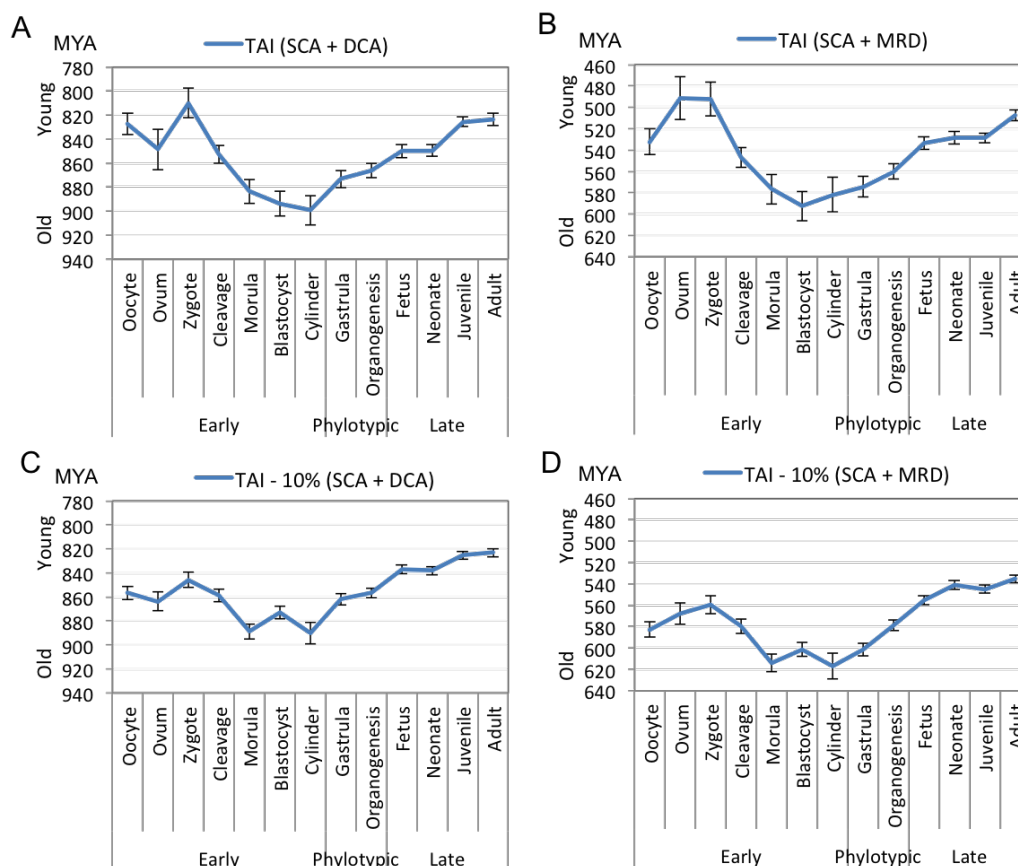 A
MYA
TAI (SCA + DCA)
Young
Old
780
800
820
840
860
880
900
920
940
Oocyte
Ovum
Zygote
Cleavage
Morula
Blastocyst
Cylinder
Gastrula
Organogenesis
Fetus
Neonate
Juvenile
Adult
Early
Phylotypic
Late
B
MYA
TAI (SCA + MRD)
Young
Old
460
480
500
520
540
560
580
600
620
640
Oocyte
Ovum
Zygote
Cleavage
Morula
Blastocyst
Cylinder
Gastrula
Organogenesis
Fetus
Neonate
Juvenile
Adult
Early
Phylotypic
Late
C
MYA
TAI - 10% (SCA + DCA)
Young
Old
780
800
820
840
860
880
900
920
940
Oocyte
Ovum
Zygote
Cleavage
Morula
Blastocyst
Cylinder
Gastrula
Organogenesis
Fetus
Neonate
Juvenile
Adult
Early
Phylotypic
Late
D
MYA
TAI - 10% (SCA + MRD)
Young
Old
460
480
500
520
540
560
580
600
620
640
Oocyte
Ovum
Zygote
Cleavage
Morula
Blastocyst
Cylinder
Gastrula
Organogenesis
Fetus
Neonate
Juvenile
Adult
Early
Phylotypic
Late